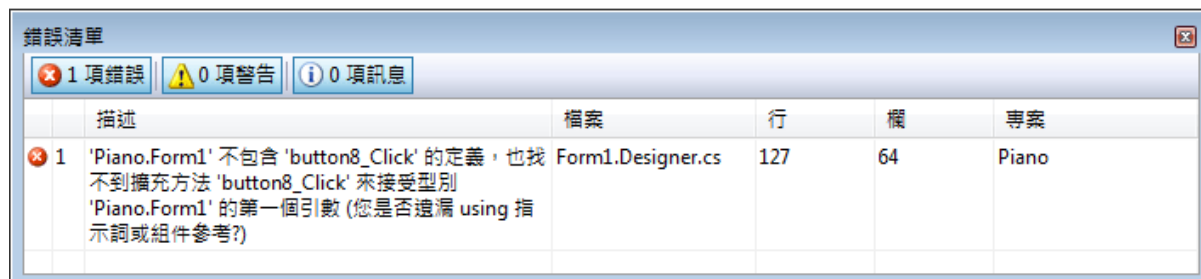 錯誤清單
1 項錯誤 0 項警告 0 項訊息
描述 檔案 行 欄 專案
1 'Piano.Form1' 不包含 'button8_Click' 的定義，也找 Form1.Designer.cs 127 64 Piano
不到擴充方法 'button8_Click' 來接受型別
'Piano.Form1' 的第一個引數 (您是否遺漏 using 指
示詞或組件參考?)